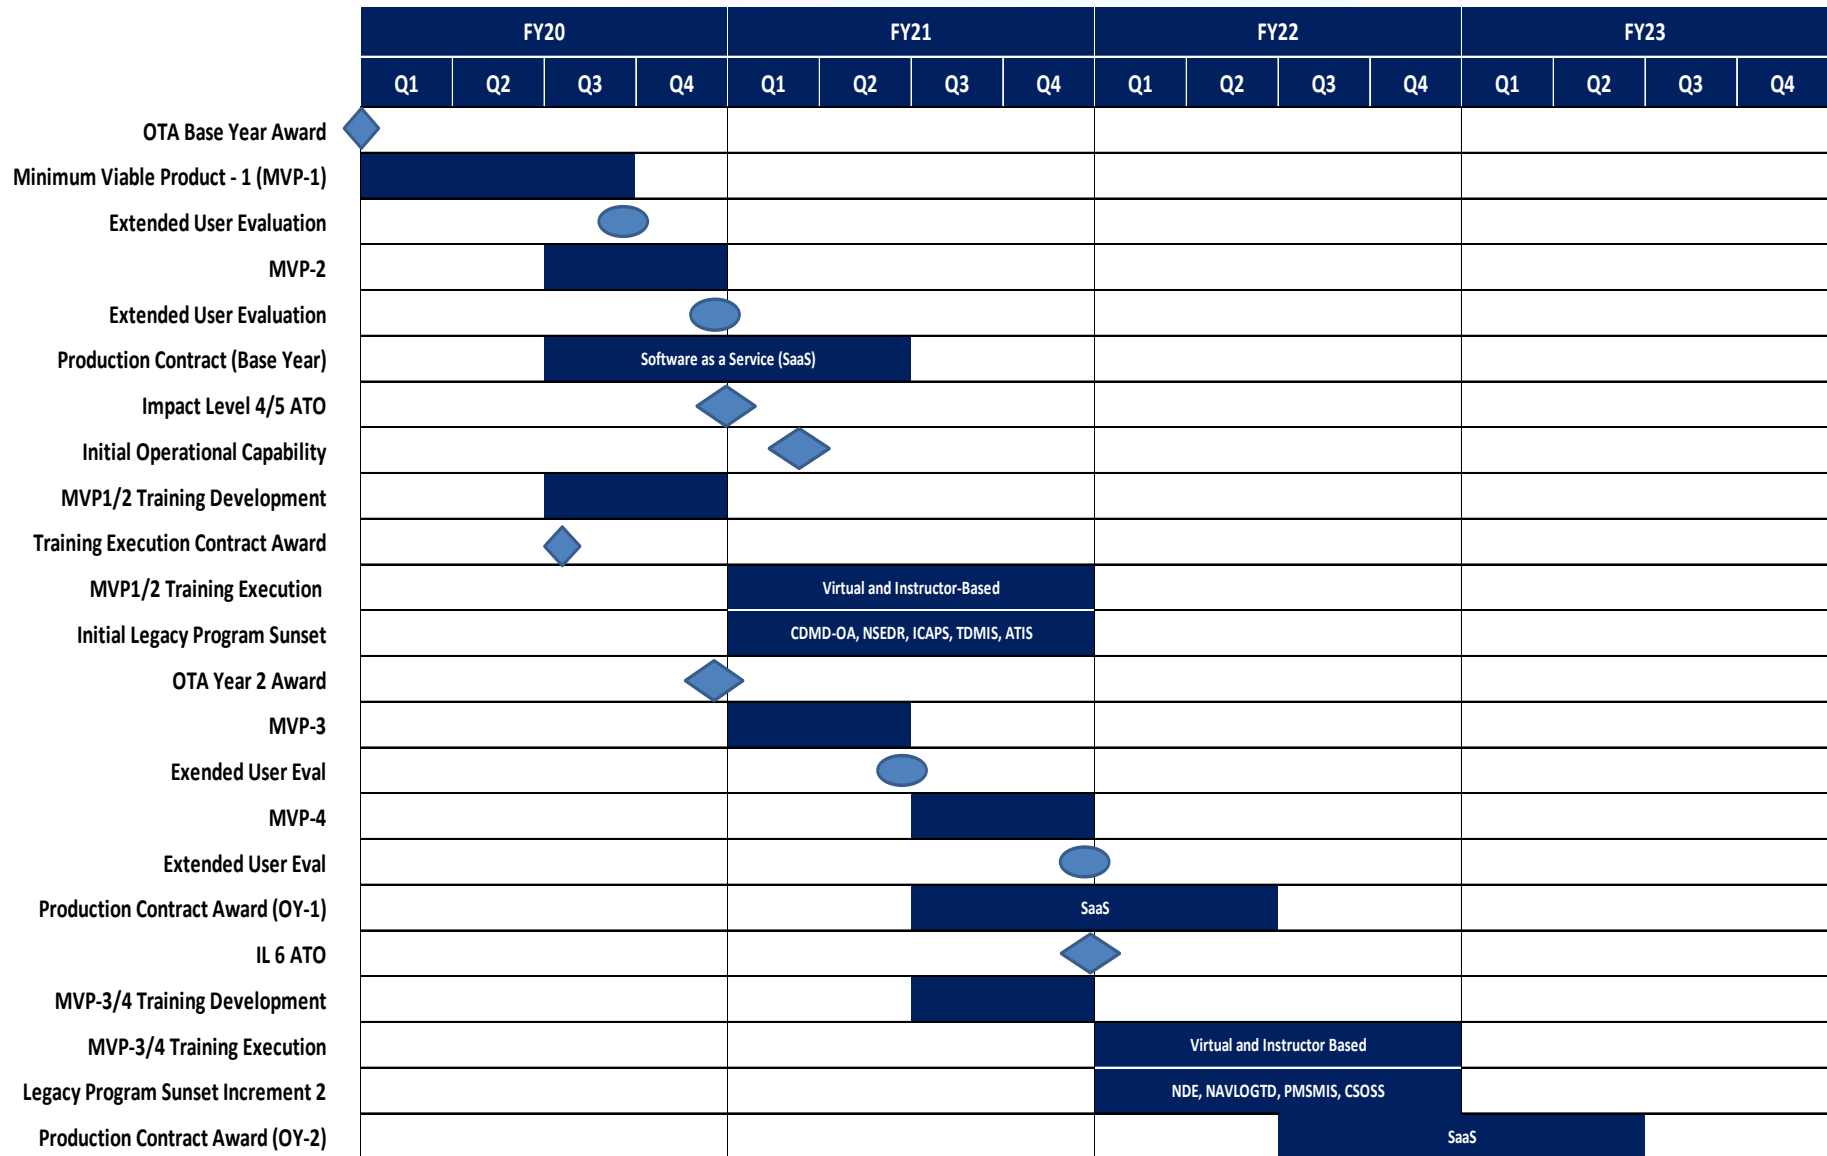 FY20 FY21 FY22 FY23
Q1 Q2 Q3 Q4 Q1 Q2 Q3 Q4 Q1 Q2 Q3 Q4 Q1 Q2 Q3 Q4
OTA Base Year Award
Minimum Viable Product - 1 (MVP-1)
Extended User Evaluation
MVP-2
Extended User Evaluation
Production Contract (Base Year) Software as a Service (SaaS)
Impact Level 4/5 ATO
Initial Operational Capability
MVP1/2 Training Development
Training Execution Contract Award
MVP1/2 Training Execution Virtual and Instructor-Based
Initial Legacy Program Sunset CDMD-OA, NSEDR, ICAPS, TDMIS, ATIS
OTA Year 2 Award
MVP-3
Exended User Eval
MVP-4
Extended User Eval
Production Contract Award (OY-1) SaaS
IL 6 ATO
MVP-3/4 Training Development
MVP-3/4 Training Execution Virtual and Instructor Based
Legacy Program Sunset Increment 2 NDE, NAVLOGTD, PMSMIS, CSOSS
Production Contract Award (OY-2) SaaS